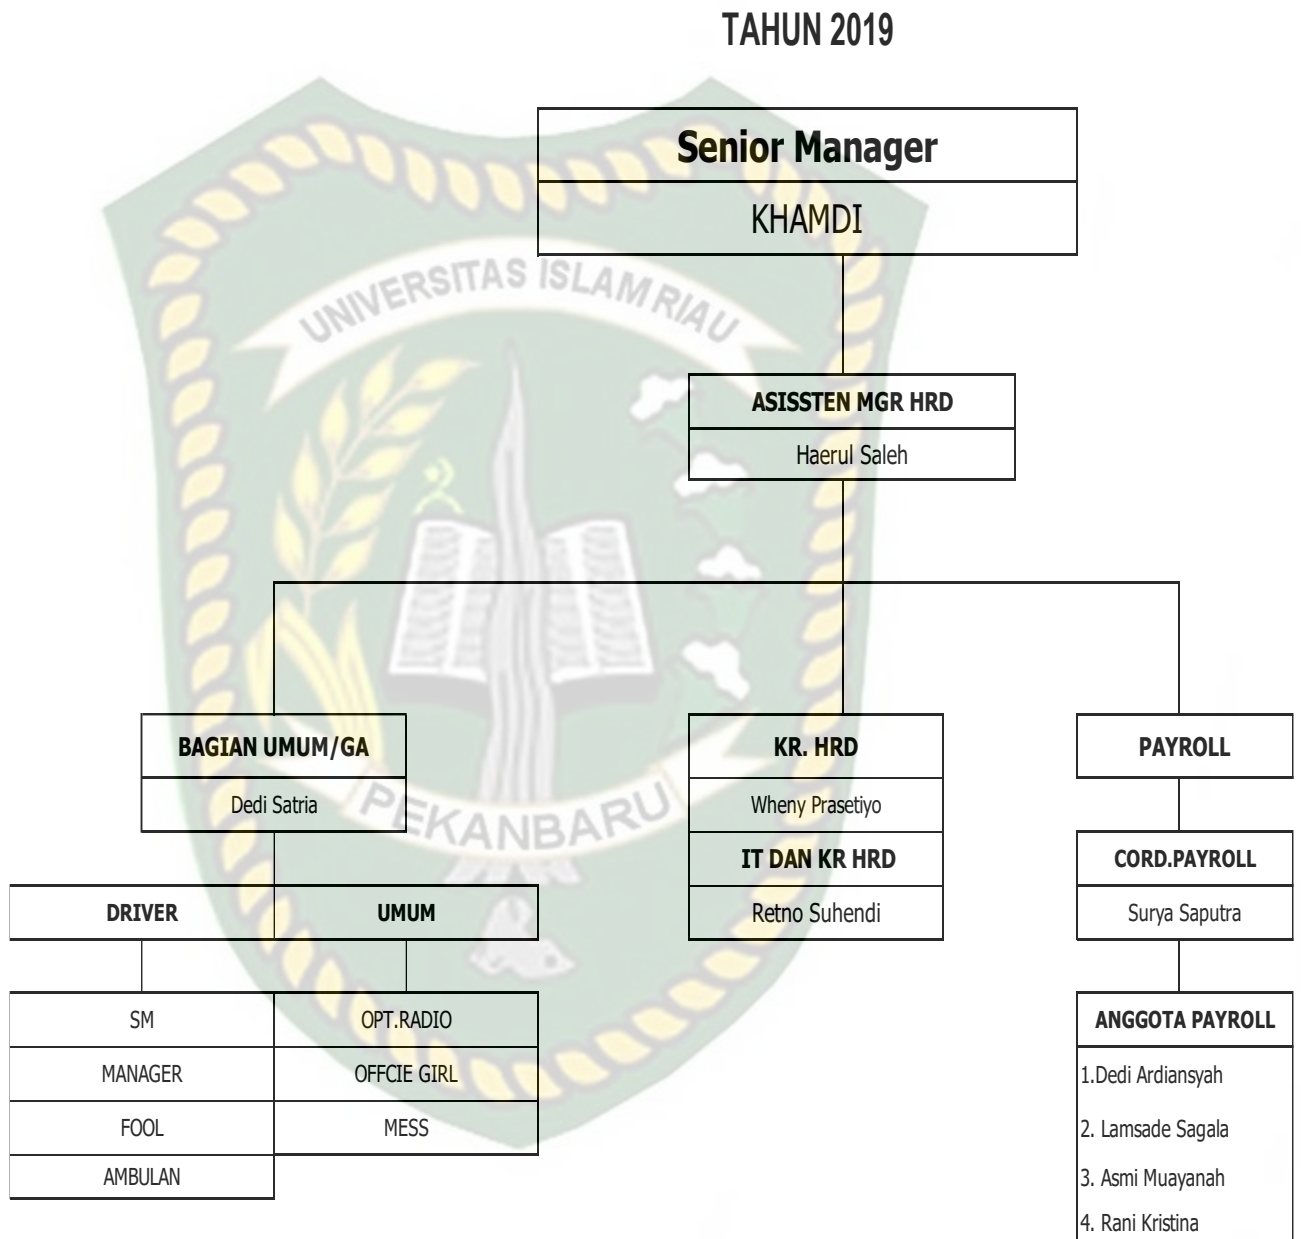 TAHUN 2019
Senior Manager
KHAMDI
UNIVERSITAS ISLAM RIAU
ASISSTEN MGR HRD
Haerul Saleh
BAGIAN UMUM/GA
Dedi Satria
KR. HRD
Wheny Prasetiyo
IT DAN KR HRD
Retno Suhendi
PAYROLL
CORD.PAYROLL
Surya Saputra
PEKANBARU
DRIVER
UMUM
SM
OPT.RADIO
MANAGER
OFFCIE GIRL
FOOL
MESS
AMBULAN
ANGGOTA PAYROLL
1.Dedi Ardiansyah
2. Lamsade Sagala
3. Asmi Muayanah
4. Rani Kristina